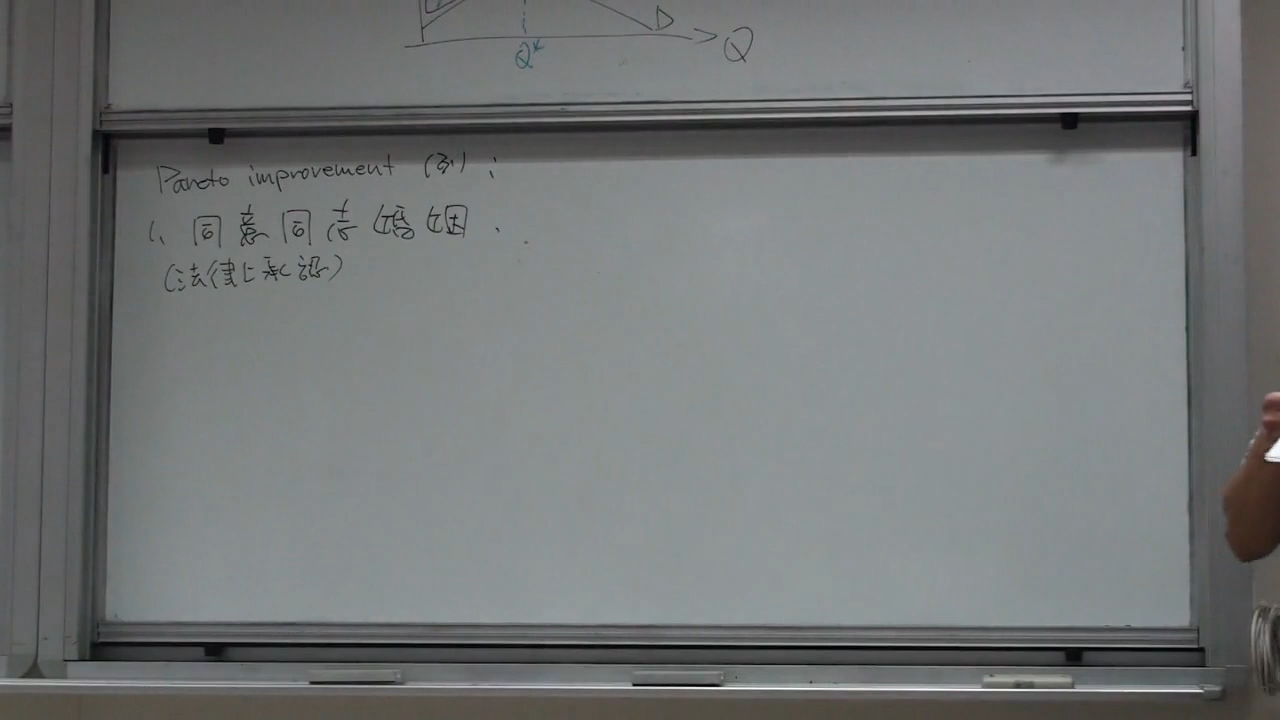 D
Q* Q
Pareto improvement (例):
1、同意同志婚姻.
(法律上承認)